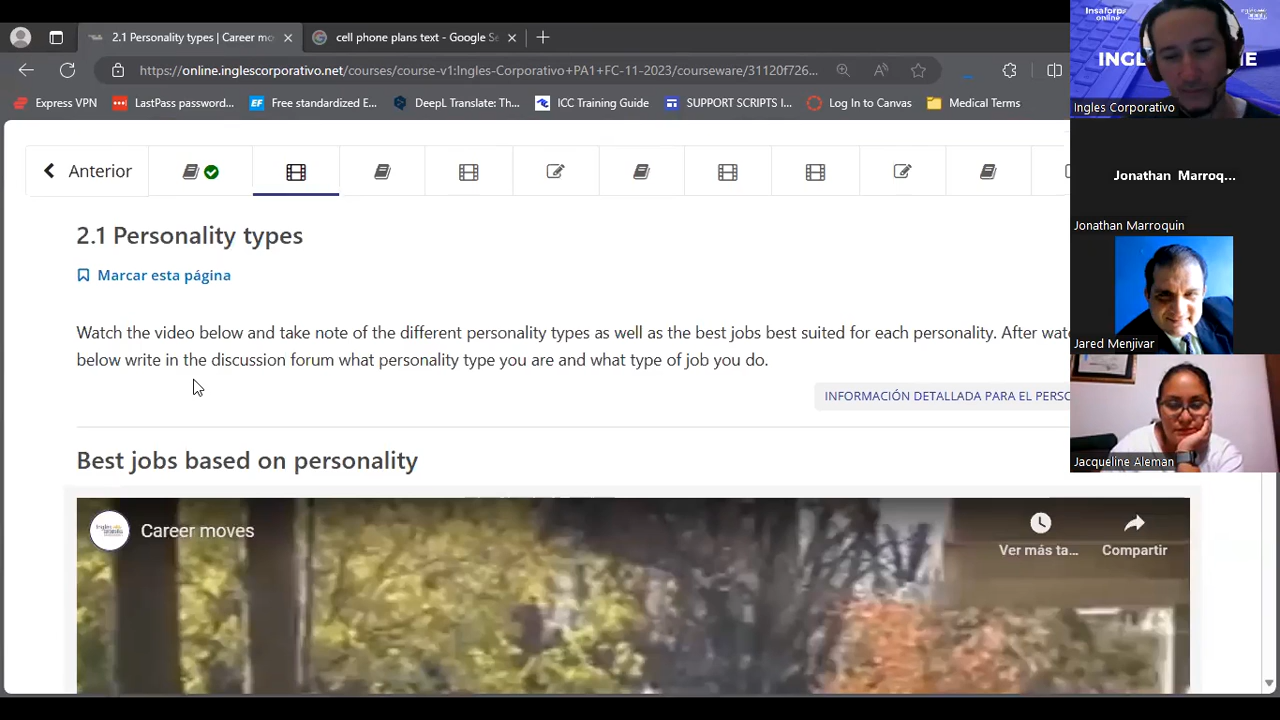 2.1 Personality types | Career mo
cell phone plans text - Google Se
https://online.inglescorporativo.net/courses/course-v1:Ingles-Corporativo+PA1+FC-11-2023/courseware/31120f726...
Express VPN
LastPass password...
Free standardized E...
DeepL Translate: Th...
ICC Training Guide
SUPPORT SCRIPTS I...
Log In to Canvas
Medical Terms
Anterior
2.1 Personality types
Marcar esta página
Watch the video below and take note of the different personality types as well as the best jobs best suited for each personality. After wat
below write in the discussion forum what personality type you are and what type of job you do.
INFORMACIÓN DETALLADA PARA EL PERSO
Best jobs based on personality
Career moves
Ver más ta...
Compartir
Insaforp
online
INGL
NE
Ingles Corporativo
Jonathan Marroq...
Jonathan Marroquin
Jared Menjivar
Jacqueline Aleman